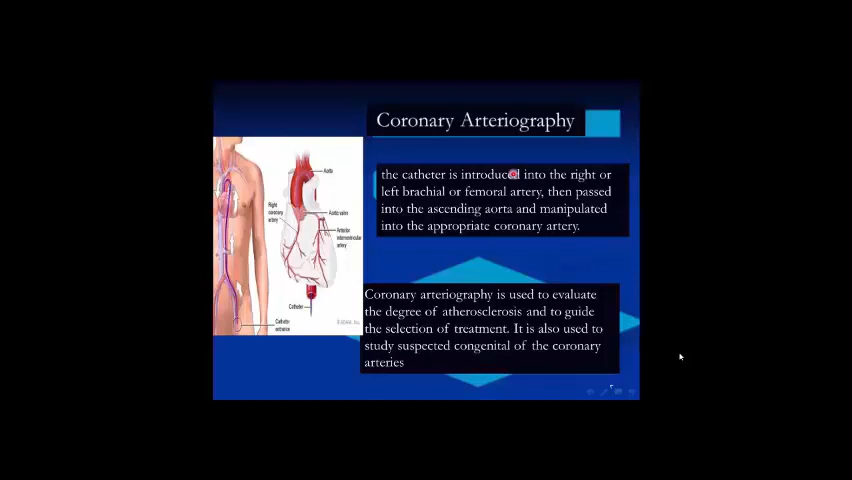 Coronary Arteriography
the catheter is introduced into the right or
left brachial or femoral artery, then passed
into the ascending aorta and manipulated
into the appropriate coronary artery.
Aorta
Right
coronary
artery
Aortic valve
Anterior
interventricular
artery
Catheter
Catheter
entrance
Coronary arteriography is used to evaluate
the degree of atherosclerosis and to guide
the selection of treatment. It is also used to
study suspected congenital of the coronary
arteries